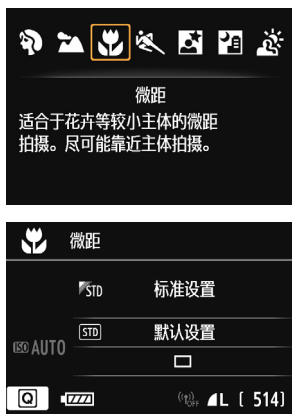 微距
适合于花卉等较小主体的微距
拍摄。尽可能靠近主体拍摄。
微距
STD 标准设置
STD 默认设置
ISO AUTO
Q OFF L [ 514]